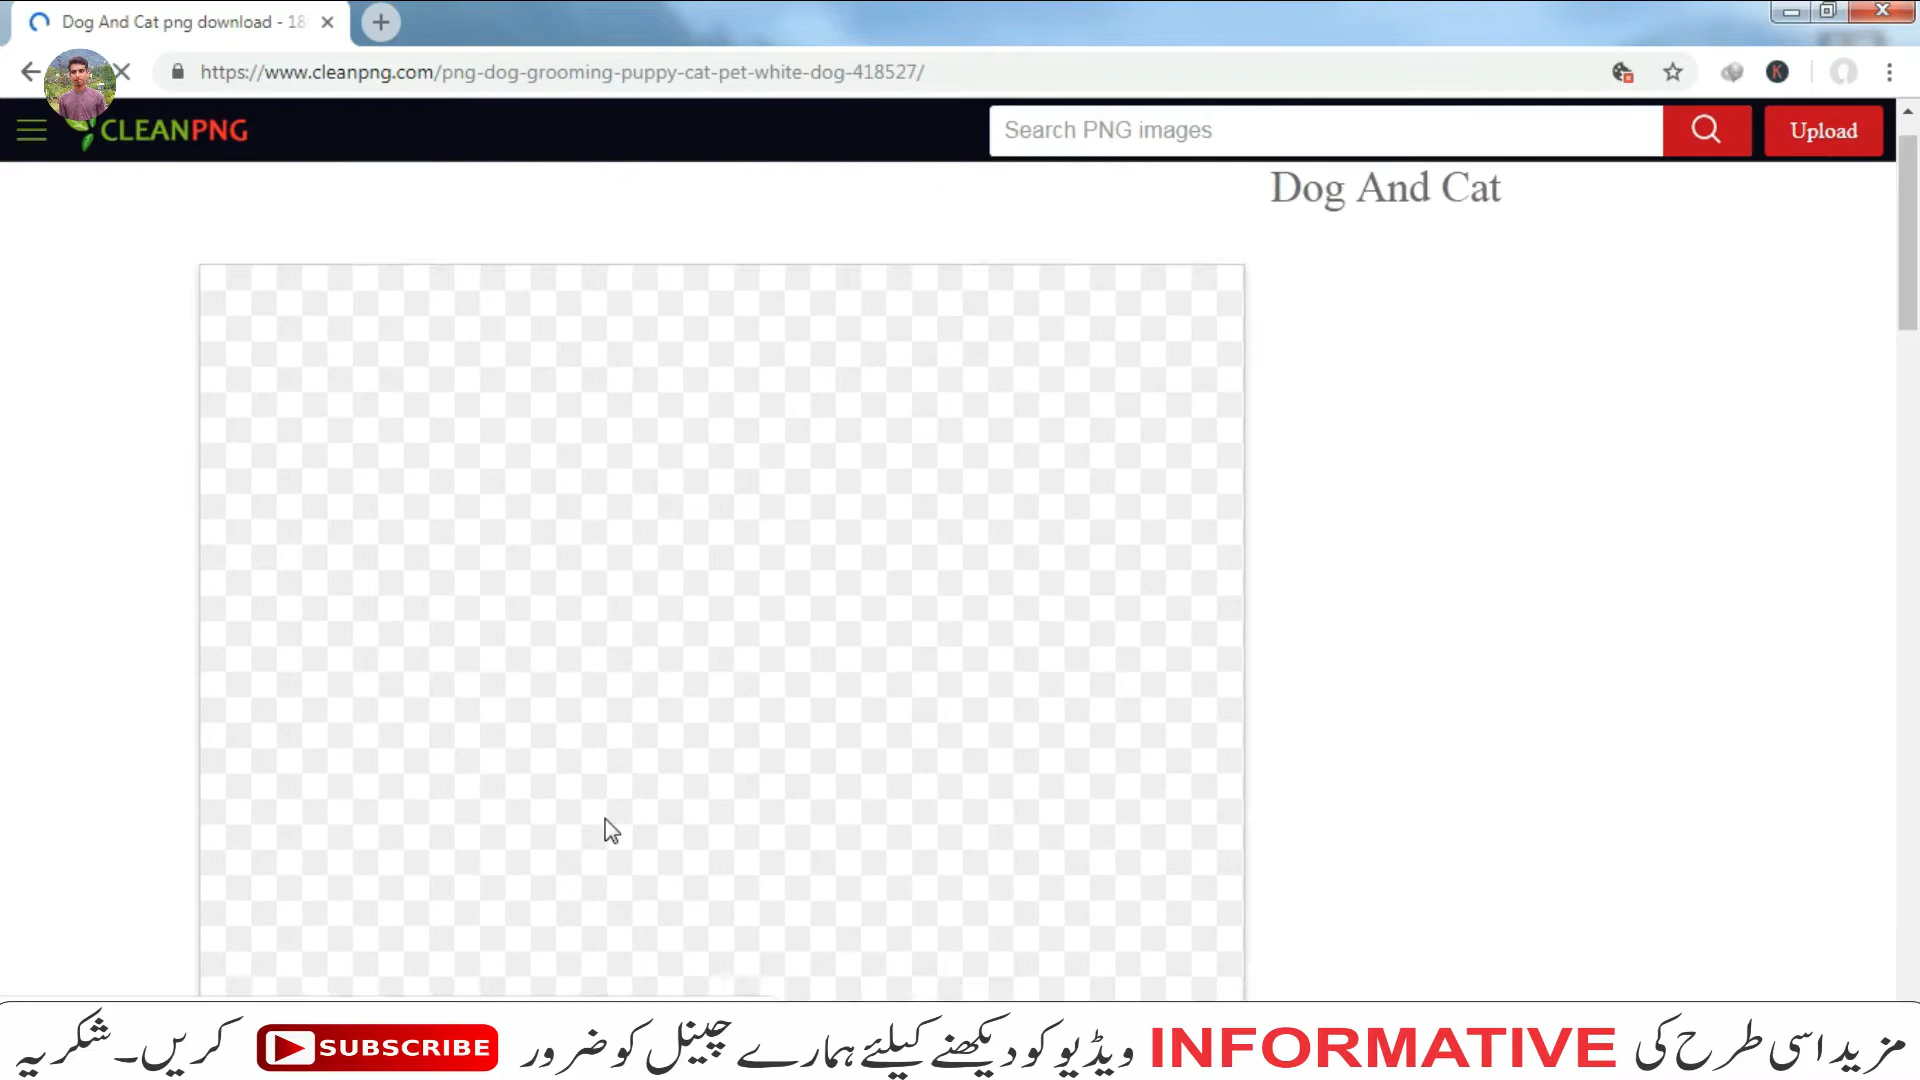 Dog And Cat png download - 18
https://www.cleanpng.com/png-dog-grooming-puppy-cat-pet-white-dog-418527/
K
CLEANPNG
Search PNG images
Upload
Dog And Cat
مزید اسی طرح کی INFORMATIVE ویڈیو کو دیکھنے کیلئے ہمارے چینل کو ضرور SUBSCRIBE کریں۔ شکریہ